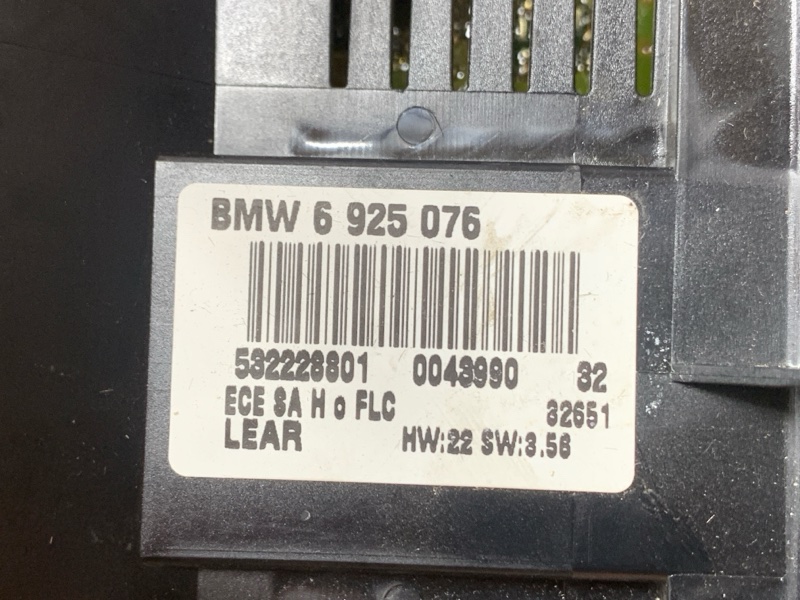 BMW 6 925 076
532228801 0043990 32
ECE SA H o FLC 32651
LEAR HW:22 SW:3.56